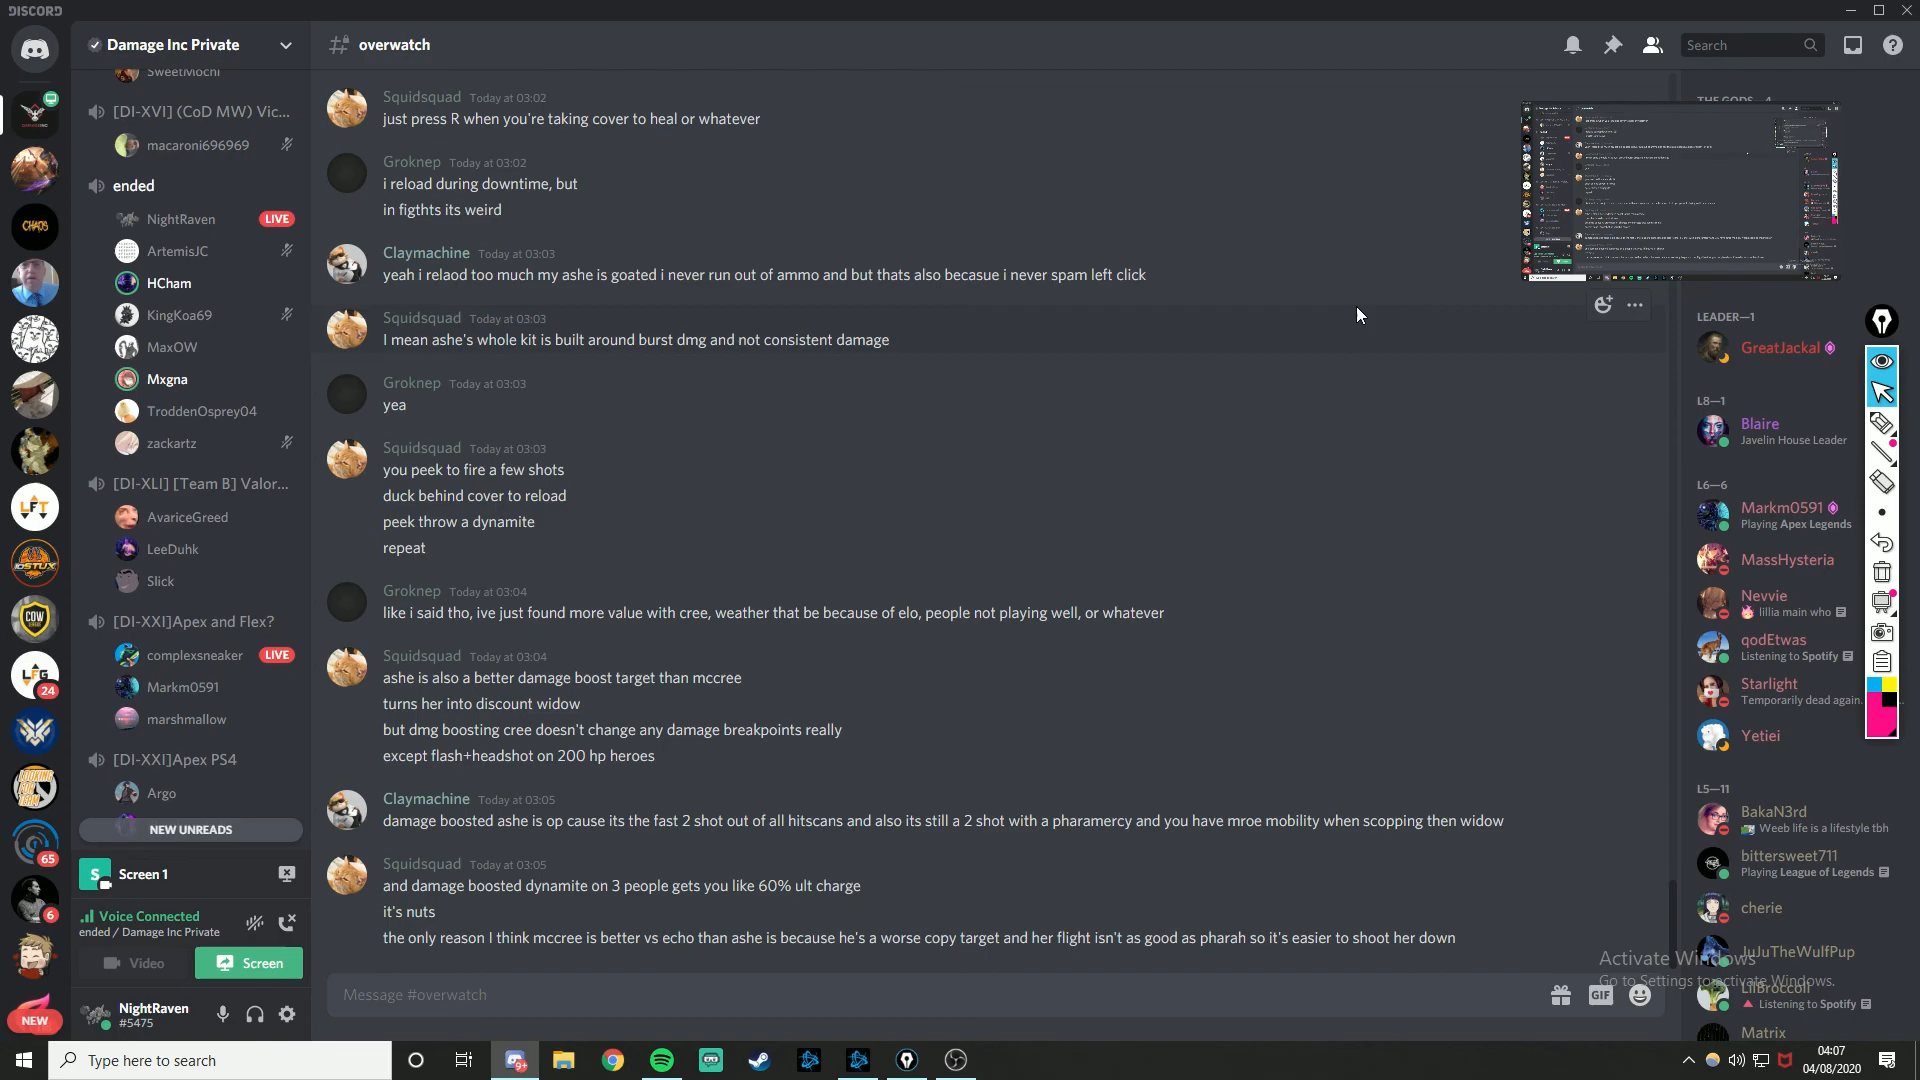 DISCORD
Damage Inc Private
overwatch
Search
SweetMochi
[DI-XVI] (CoD MW) Vic...
macaroni696969
ended
NightRaven LIVE
ArtemisJC
HCham
KingKoa69
MaxOW
Mxgna
TroddenOsprey04
zackartz
[DI-XLI] [Team B] Valor...
AvariceGreed
LeeDuhk
Slick
[DI-XXI]Apex and Flex?
complexsneaker LIVE
Markm0591
marshmallow
[DI-XXI]Apex PS4
Argo
NEW UNREADS
Screen 1
Voice Connected
ended / Damage Inc Private
Video
Screen
NightRaven
#5475
CHAOS
LFT
IOSTUX
COW
LFG
24
LOOKING
FOR
TEAM
65
6
NEW
Squidsquad Today at 03:02
just press R when you're taking cover to heal or whatever
Groknep Today at 03:02
i reload during downtime, but
in figthts its weird
Claymachine Today at 03:03
yeah i relaod too much my ashe is goated i never run out of ammo and but thats also becasue i never spam left click
Squidsquad Today at 03:03
I mean ashe's whole kit is built around burst dmg and not consistent damage
Groknep Today at 03:03
yea
Squidsquad Today at 03:03
you peek to fire a few shots
duck behind cover to reload
peek throw a dynamite
repeat
Groknep Today at 03:04
like i said tho, ive just found more value with cree, weather that be because of elo, people not playing well, or whatever
Squidsquad Today at 03:04
ashe is also a better damage boost target than mccree
turns her into discount widow
but dmg boosting cree doesn't change any damage breakpoints really
except flash+headshot on 200 hp heroes
Claymachine Today at 03:05
damage boosted ashe is op cause its the fast 2 shot out of all hitscans and also its still a 2 shot with a pharamercy and you have mroe mobility when scopping then widow
Squidsquad Today at 03:05
and damage boosted dynamite on 3 people gets you like 60% ult charge
it's nuts
the only reason I think mccree is better vs echo than ashe is because he's a worse copy target and her flight isn't as good as pharah so it's easier to shoot her down
Message #overwatch
GIF
THE GODS—4
LEADER—1
GreatJackal
L8—1
Blaire
Javelin House Leader
L6—6
Markm0591
Playing Apex Legends
MassHysteria
Nevvie
lillia main who
qodEtwas
Listening to Spotify
Starlight
Temporarily dead again.
Yetiei
L5—11
BakaN3rd
Weeb life is a lifestyle tbh
bittersweet711
Playing League of Legends
cherie
JuJuTheWulfPup
LilBroccoli
Listening to Spotify
Matrix
Activate Windows
Go to Settings to activate Windows.
Type here to search
9+
04:07
04/08/2020